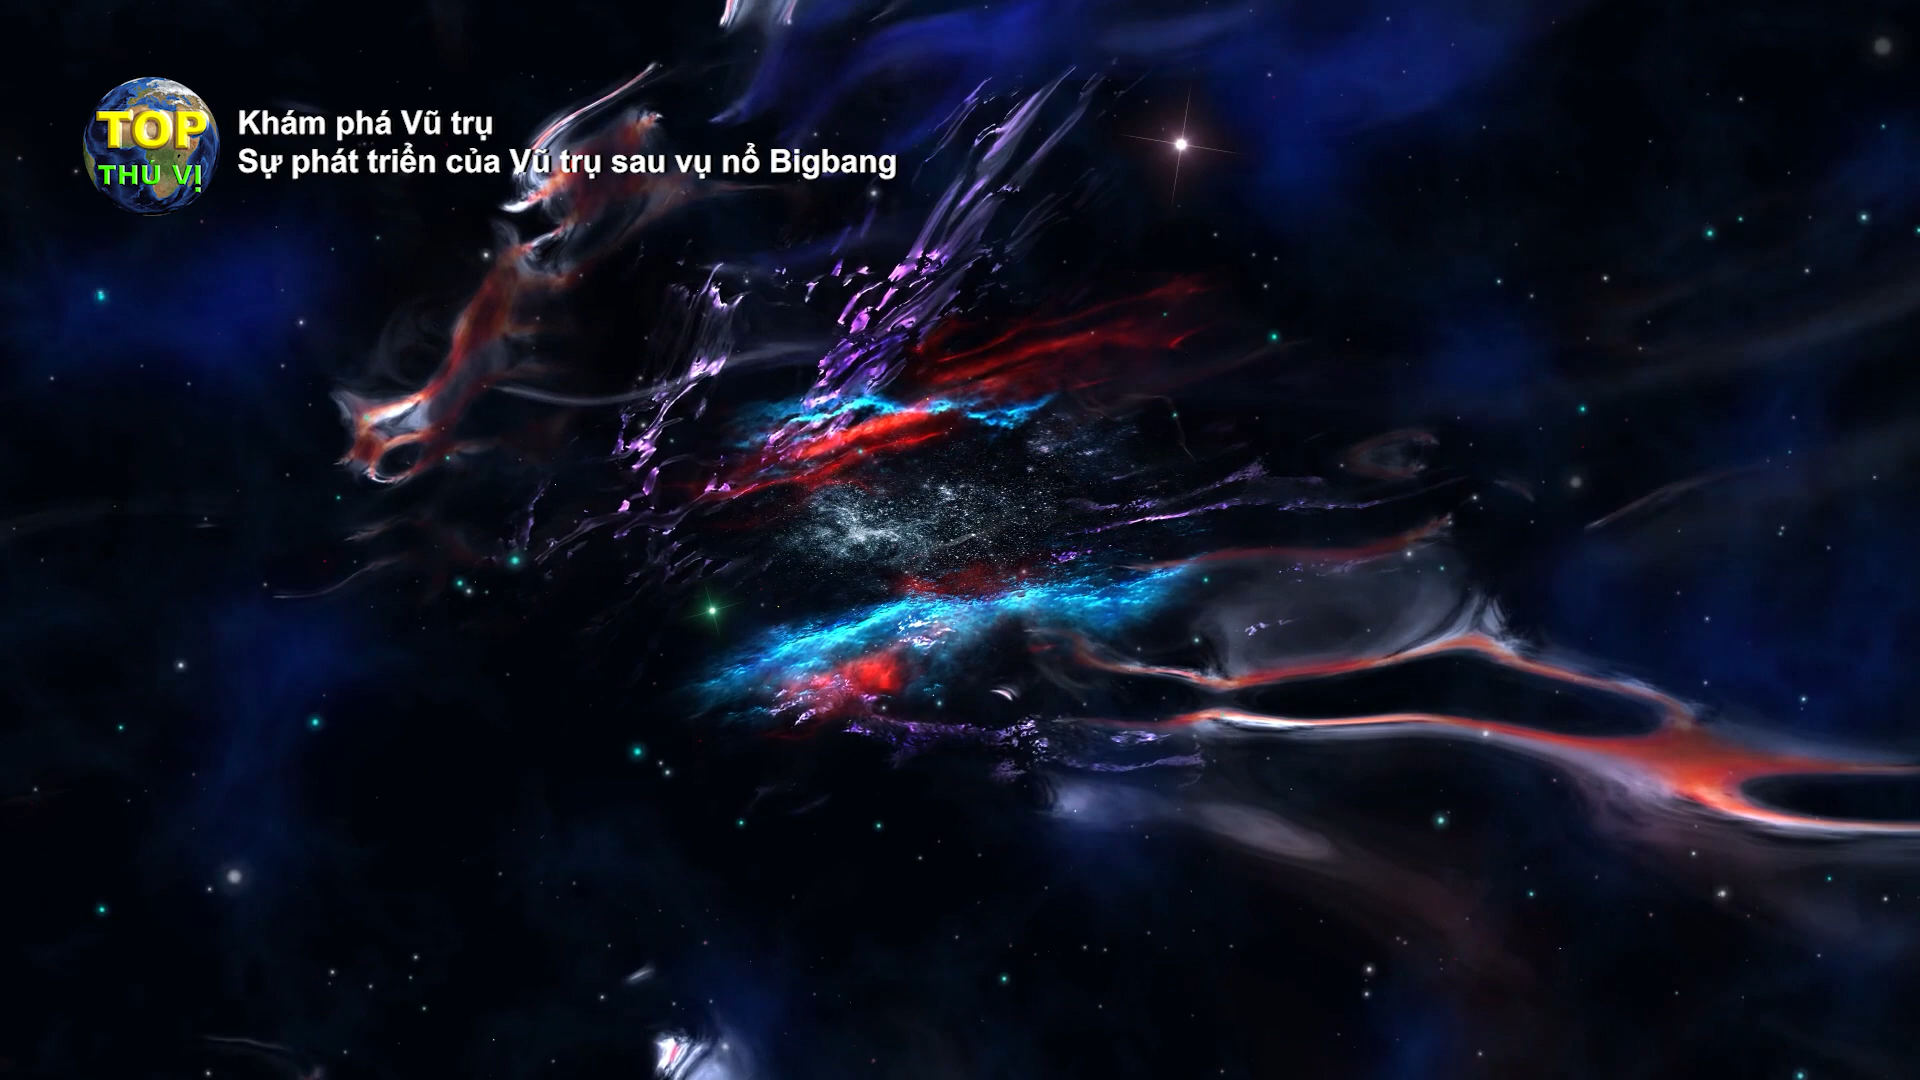 TOP
THÚ VỊ
Khám phá Vũ trụ
Sự phát triển của Vũ trụ sau vụ nổ Bigbang